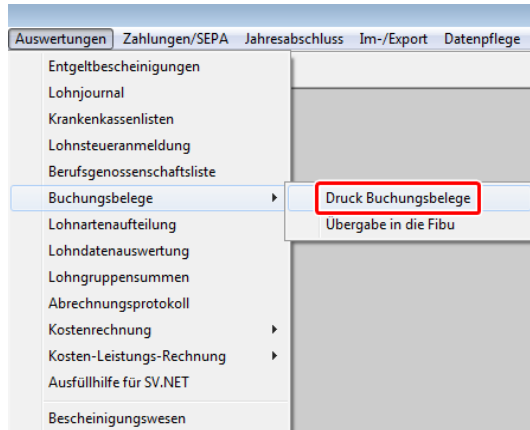 Auswertungen Zahlungen/SEPA Jahresabschluss Im-/Export Datenpflege
Entgeltbescheinigungen
Lohnjournal
Krankenkassenlisten
Lohnsteueranmeldung
Berufsgenossenschaftsliste
Buchungsbelege
Druck Buchungsbelege
Übergabe in die Fibu
Lohnartenaufteilung
Lohndatenauswertung
Lohngruppensummen
Abrechnungsprotokoll
Kostenrechnung
Kosten-Leistungs-Rechnung
Ausfüllhilfe für SV.NET
Bescheinigungswesen